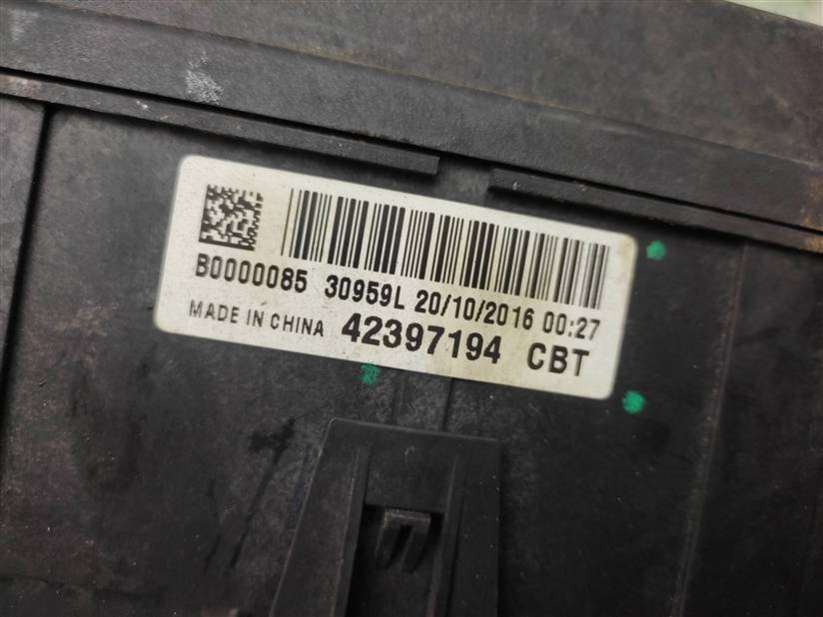 B0000085 30959L 20/10/2016 00:27
MADE IN CHINA 42397194 CBT